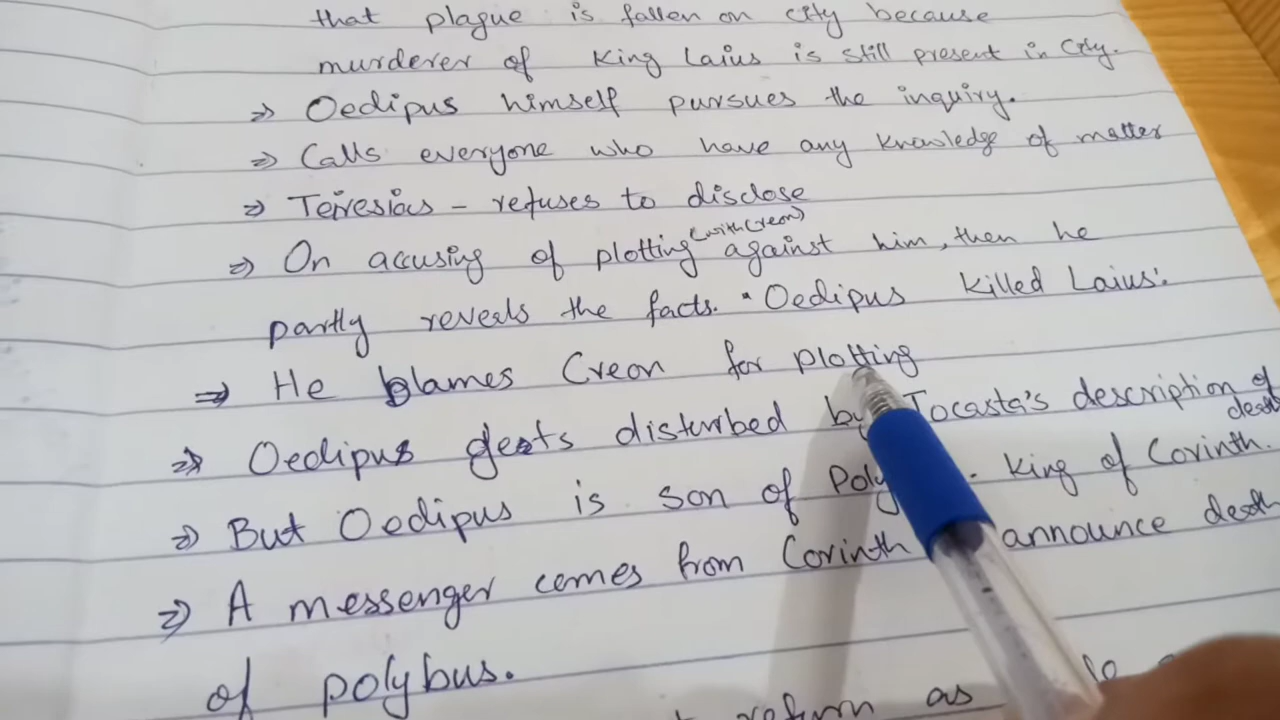 that plague is fallen on city because
murderer of King Laius is still present in City.
⇒ Oedipus himself pursues the inquiry.
⇒ Calls everyone who have any knowledge of matter
⇒ Teiresias - refuses to disclose
⇒ On accusing of plotting (with Creon) against him, then he
partly reveals the facts. "Oedipus killed Laius."
⇒ He blames Creon for plotting
⇒ Oedipus gets disturbed by Jocasta's description of death
⇒ But Oedipus is son of King of Corinth.
⇒ A messenger comes from Corinth announce death
of polybus.
return as